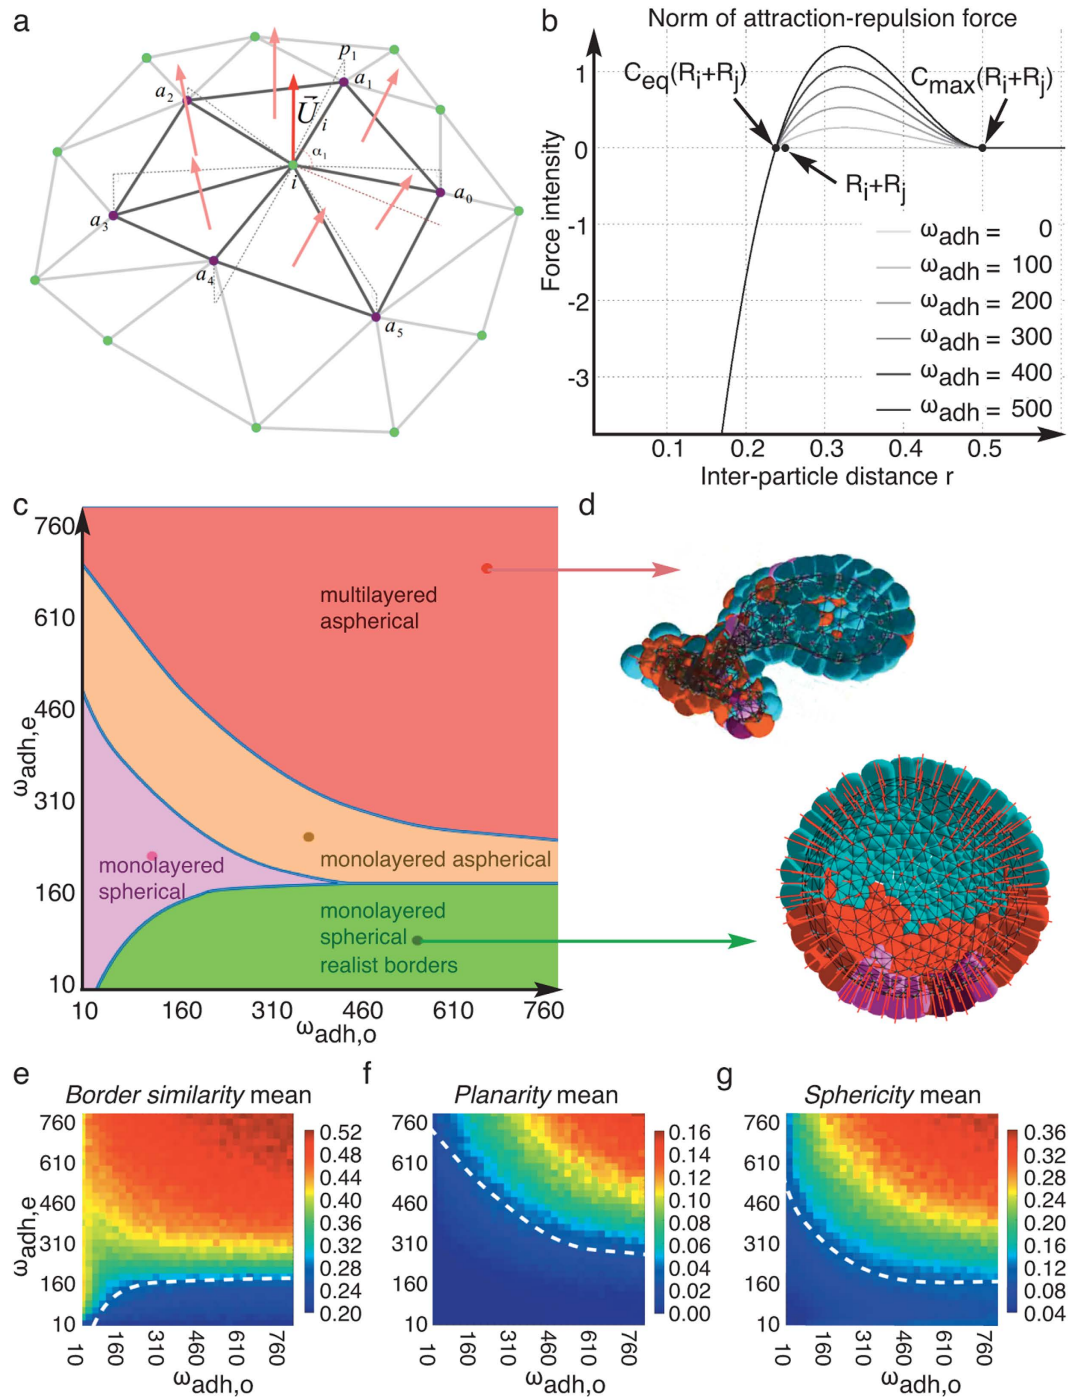 a
p1
a1
a2
U⃗i
α1
i
a0
a3
a4
a5
b
Norm of attraction-repulsion force
Ceq(Ri+Rj)
Cmax(Ri+Rj)
Ri+Rj
Force intensity
1
0
-1
-2
-3
ωadh = 0
ωadh = 100
ωadh = 200
ωadh = 300
ωadh = 400
ωadh = 500
0.1 0.2 0.3 0.4 0.5
Inter-particle distance r
c
760
610
460
310
160
10
ωadh,e
multilayered
aspherical
monolayered aspherical
monolayered
spherical
monolayered
spherical
realist borders
10 160 310 460 610 760
ωadh,o
d
e
Border similarity mean
760
610
460
310
160
10
ωadh,e
10 160 310 460 610 760
0.52
0.48
0.44
0.40
0.36
0.32
0.28
0.24
0.20
ωadh,o
f
Planarity mean
760
610
460
310
160
10
10 160 310 460 610 760
0.16
0.14
0.12
0.10
0.08
0.06
0.04
0.02
0.00
ωadh,o
g
Sphericity mean
760
610
460
310
160
10
10 160 310 460 610 760
0.36
0.32
0.28
0.24
0.20
0.16
0.12
0.08
0.04
ωadh,o